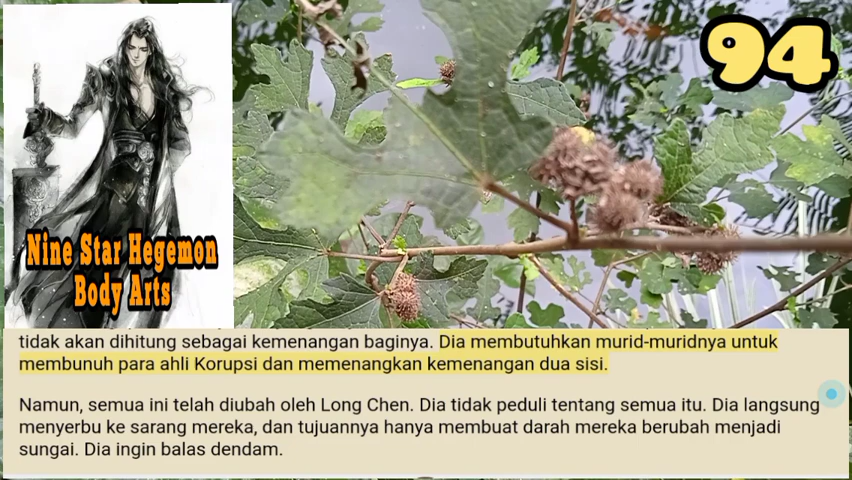 94
Nine Star Hegemon
Body Arts
tidak akan dihitung sebagai kemenangan baginya. Dia membutuhkan murid-muridnya untuk
membunuh para ahli Korupsi dan memenangkan kemenangan dua sisi.
Namun, semua ini telah diubah oleh Long Chen. Dia tidak peduli tentang semua itu. Dia langsung
menyerbu ke sarang mereka, dan tujuannya hanya membuat darah mereka berubah menjadi
sungai. Dia ingin balas dendam.